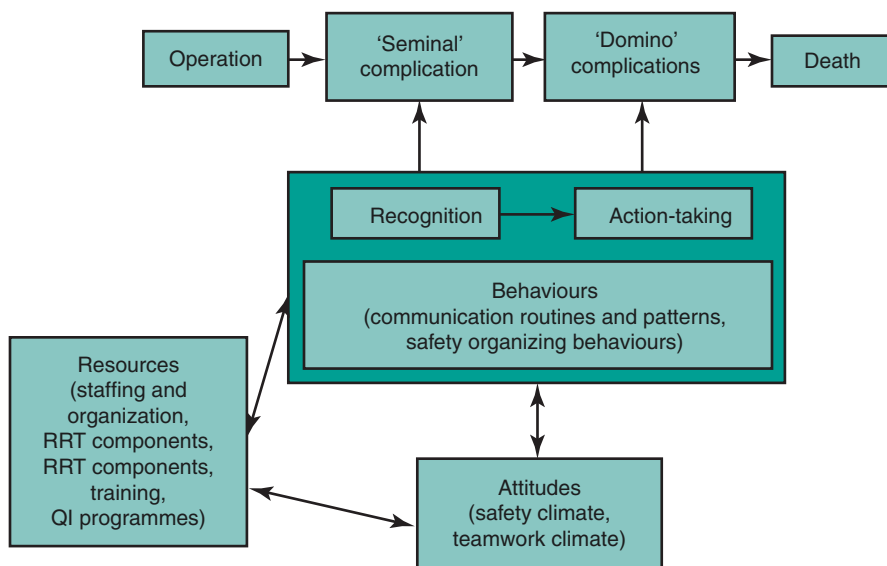 Operation
‘Seminal’
complication
‘Domino’
complications
Death
Recognition
Action-taking
Behaviours
(communication routines and patterns,
safety organizing behaviours)
Resources
(staffing and
organization,
RRT components,
RRT components,
training,
QI programmes)
Attitudes
(safety climate,
teamwork climate)